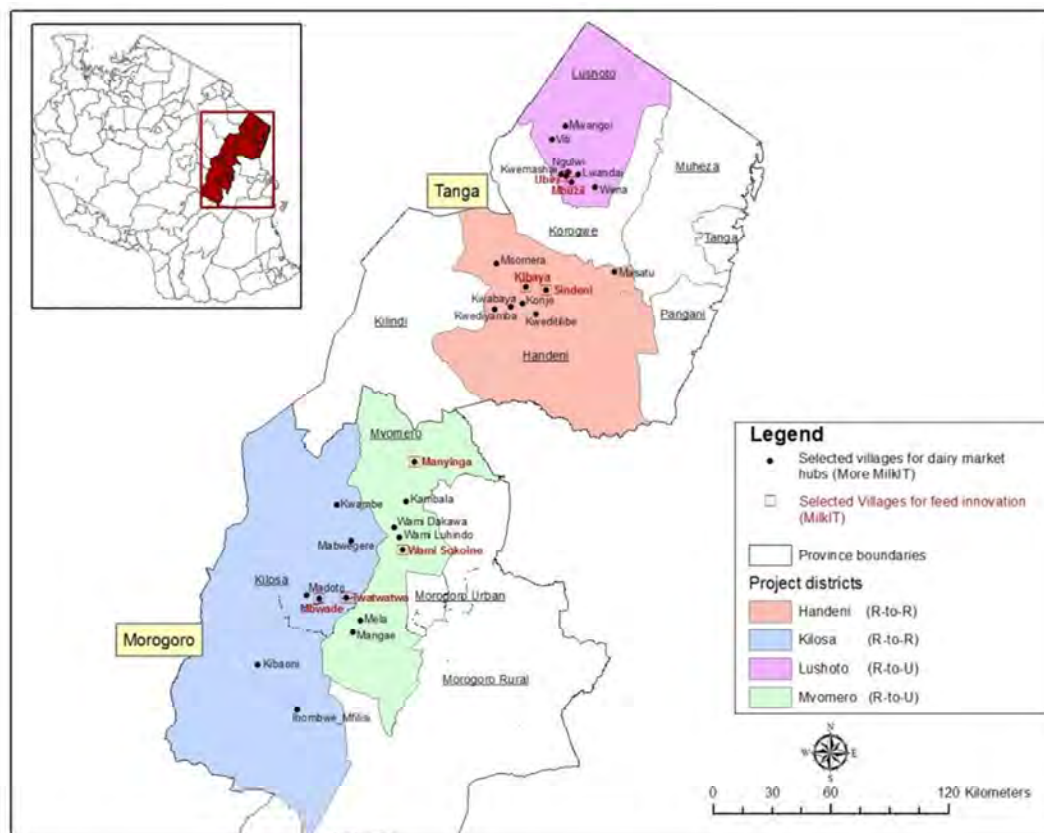 Lushoto
Mwangoi
Viti
Ngulwi
Kwemashai
Lwandai
Ubiri
Mbuzii
Wena
Muheza
Tanga
Korogwe
Tanga
Msomera
Masatu
Kibaya
Sindeni
Kwabaya
Konje
Kwediyamba
Kweditilibe
Pangani
Kilindi
Handeni
Mvomero
Manyinga
Kwambe
Kambala
Wami Dakawa
Wami Luhindo
Mabwegere
Wami Sokoine
Kilosa
Madoto
Mbwade
Twatwatwa
Morogoro Urban
Mela
Mangae
Morogoro
Kibaoni
Morogoro Rural
Ihombwe_Mfilisi
Legend
Selected villages for dairy market
hubs (More MilkIT)
Selected Villages for feed innovation
(MilkIT)
Province boundaries
Project districts
Handeni (R-to-R)
Kilosa (R-to-R)
Lushoto (R-to-U)
Mvomero (R-to-U)
N
W E
S
0 30 60 120 Kilometers